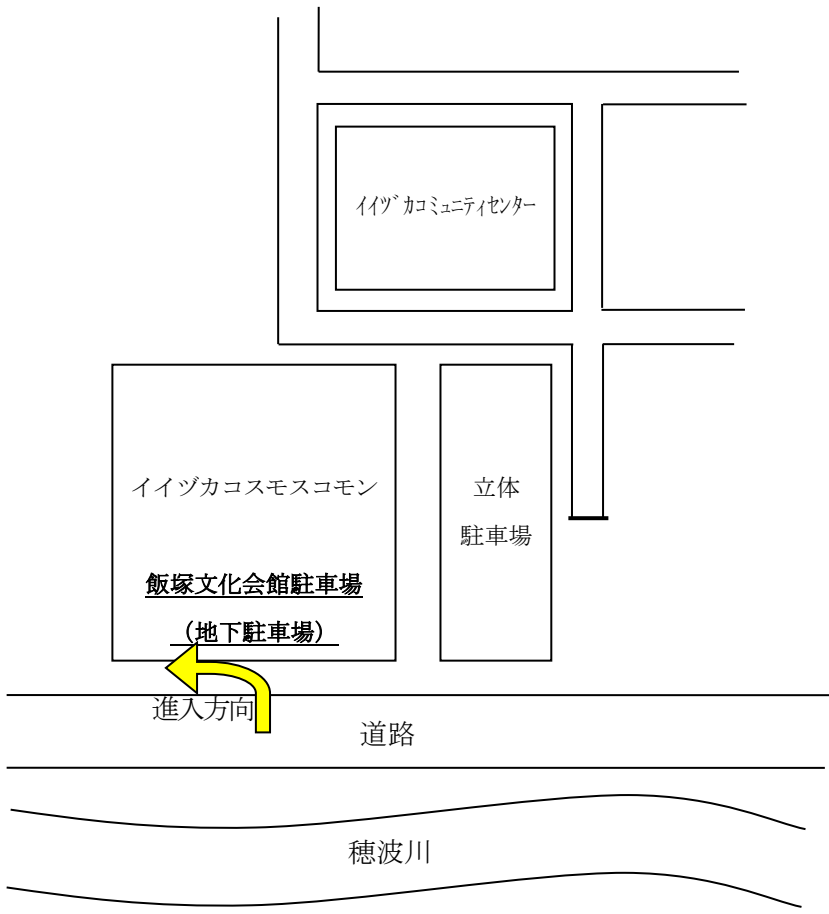 イイヅカコミュニティセンター
イイヅカコスモスコモン
立体
駐車場
飯塚文化会館駐車場
（地下駐車場）
進入方向
道路
穂波川